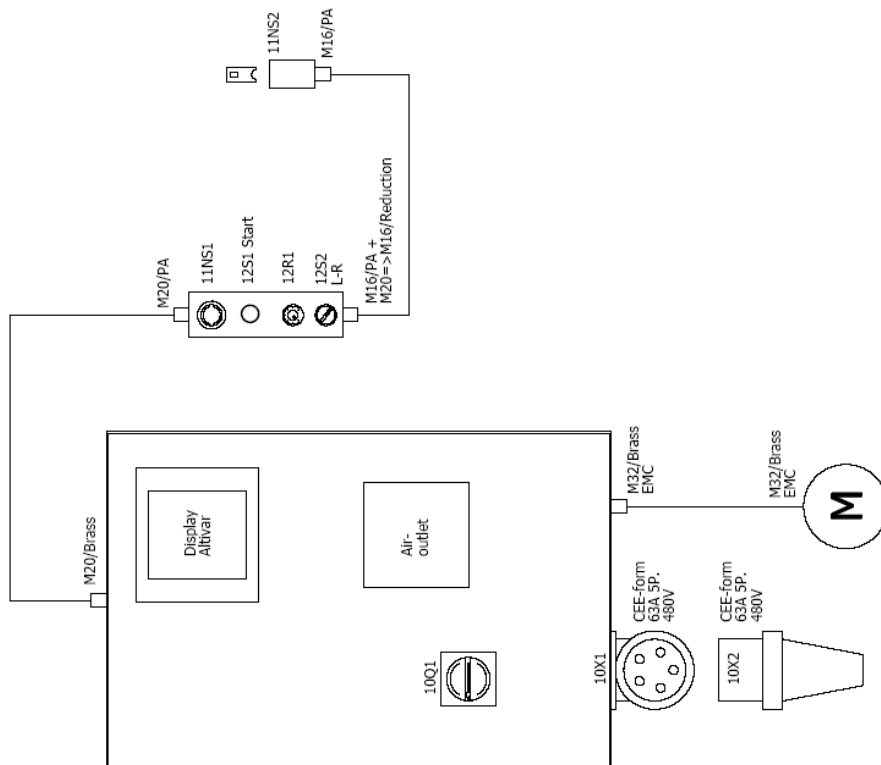 11NS2
M16/PA
M20/PA
11NS1
12S1 Start
12R1
12S2
L-R
M16/PA +
M20=>M16/Reduction
M20/Brass
Display
Altivar
Air-
outlet
M32/Brass
EMC
M32/Brass
EMC
M
10Q1
10X1
CEE-form
63A 5P.
480V
10X2
CEE-form
63A 5P.
480V